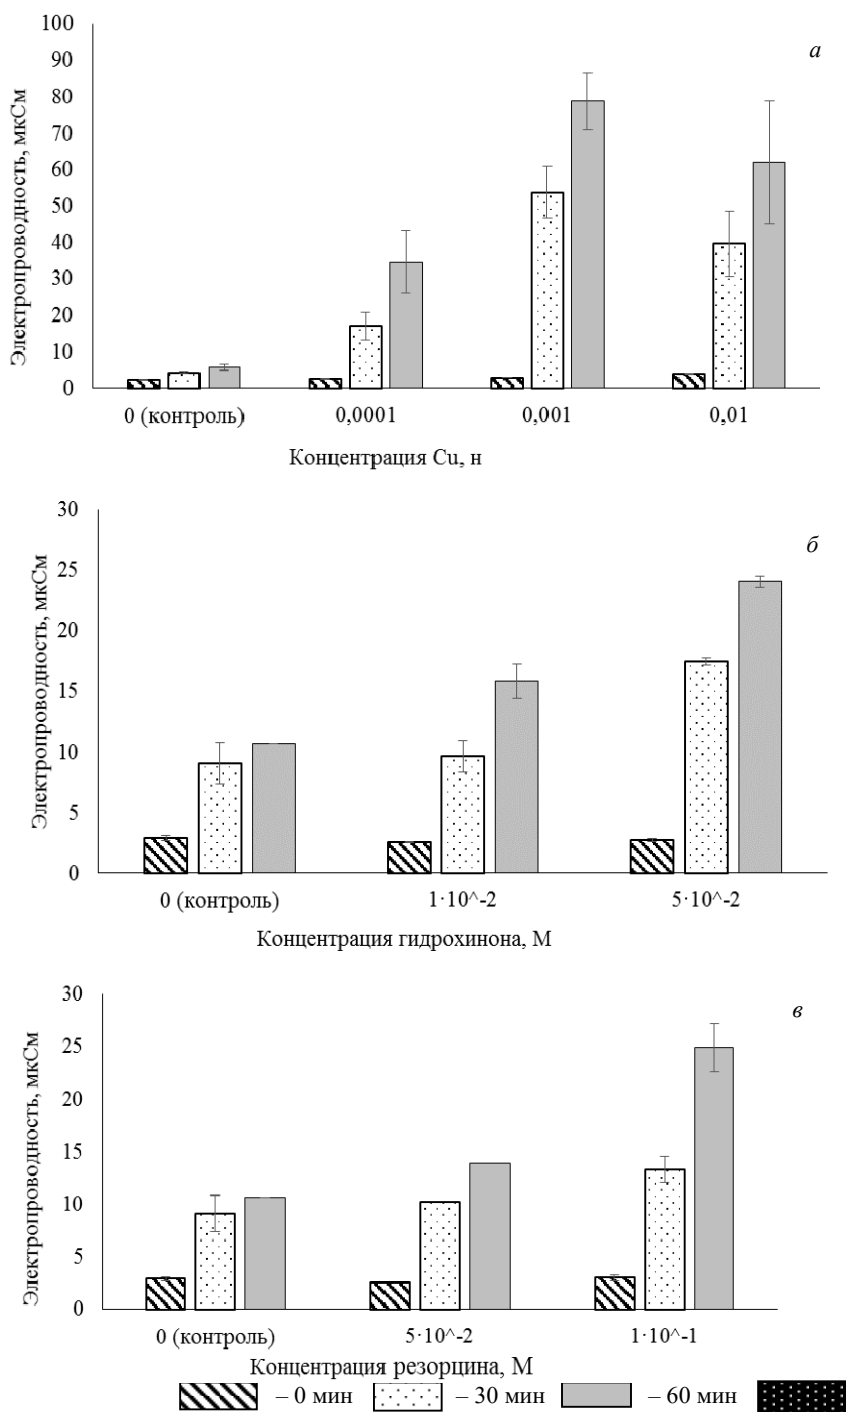 100
90
80
70
60
50
40
30
20
10
0
Электропроводность, мкСм
а
0 (контроль) 0,0001 0,001 0,01
Концентрация Cu, н
30
25
20
15
10
5
0
Электропроводность, мкСм
б
0 (контроль) 1·10^-2 5·10^-2
Концентрация гидрохинона, М
30
25
20
15
10
5
0
Электропроводность, мкСм
в
0 (контроль) 5·10^-2 1·10^-1
Концентрация резорцина, М
– 0 мин – 30 мин – 60 мин